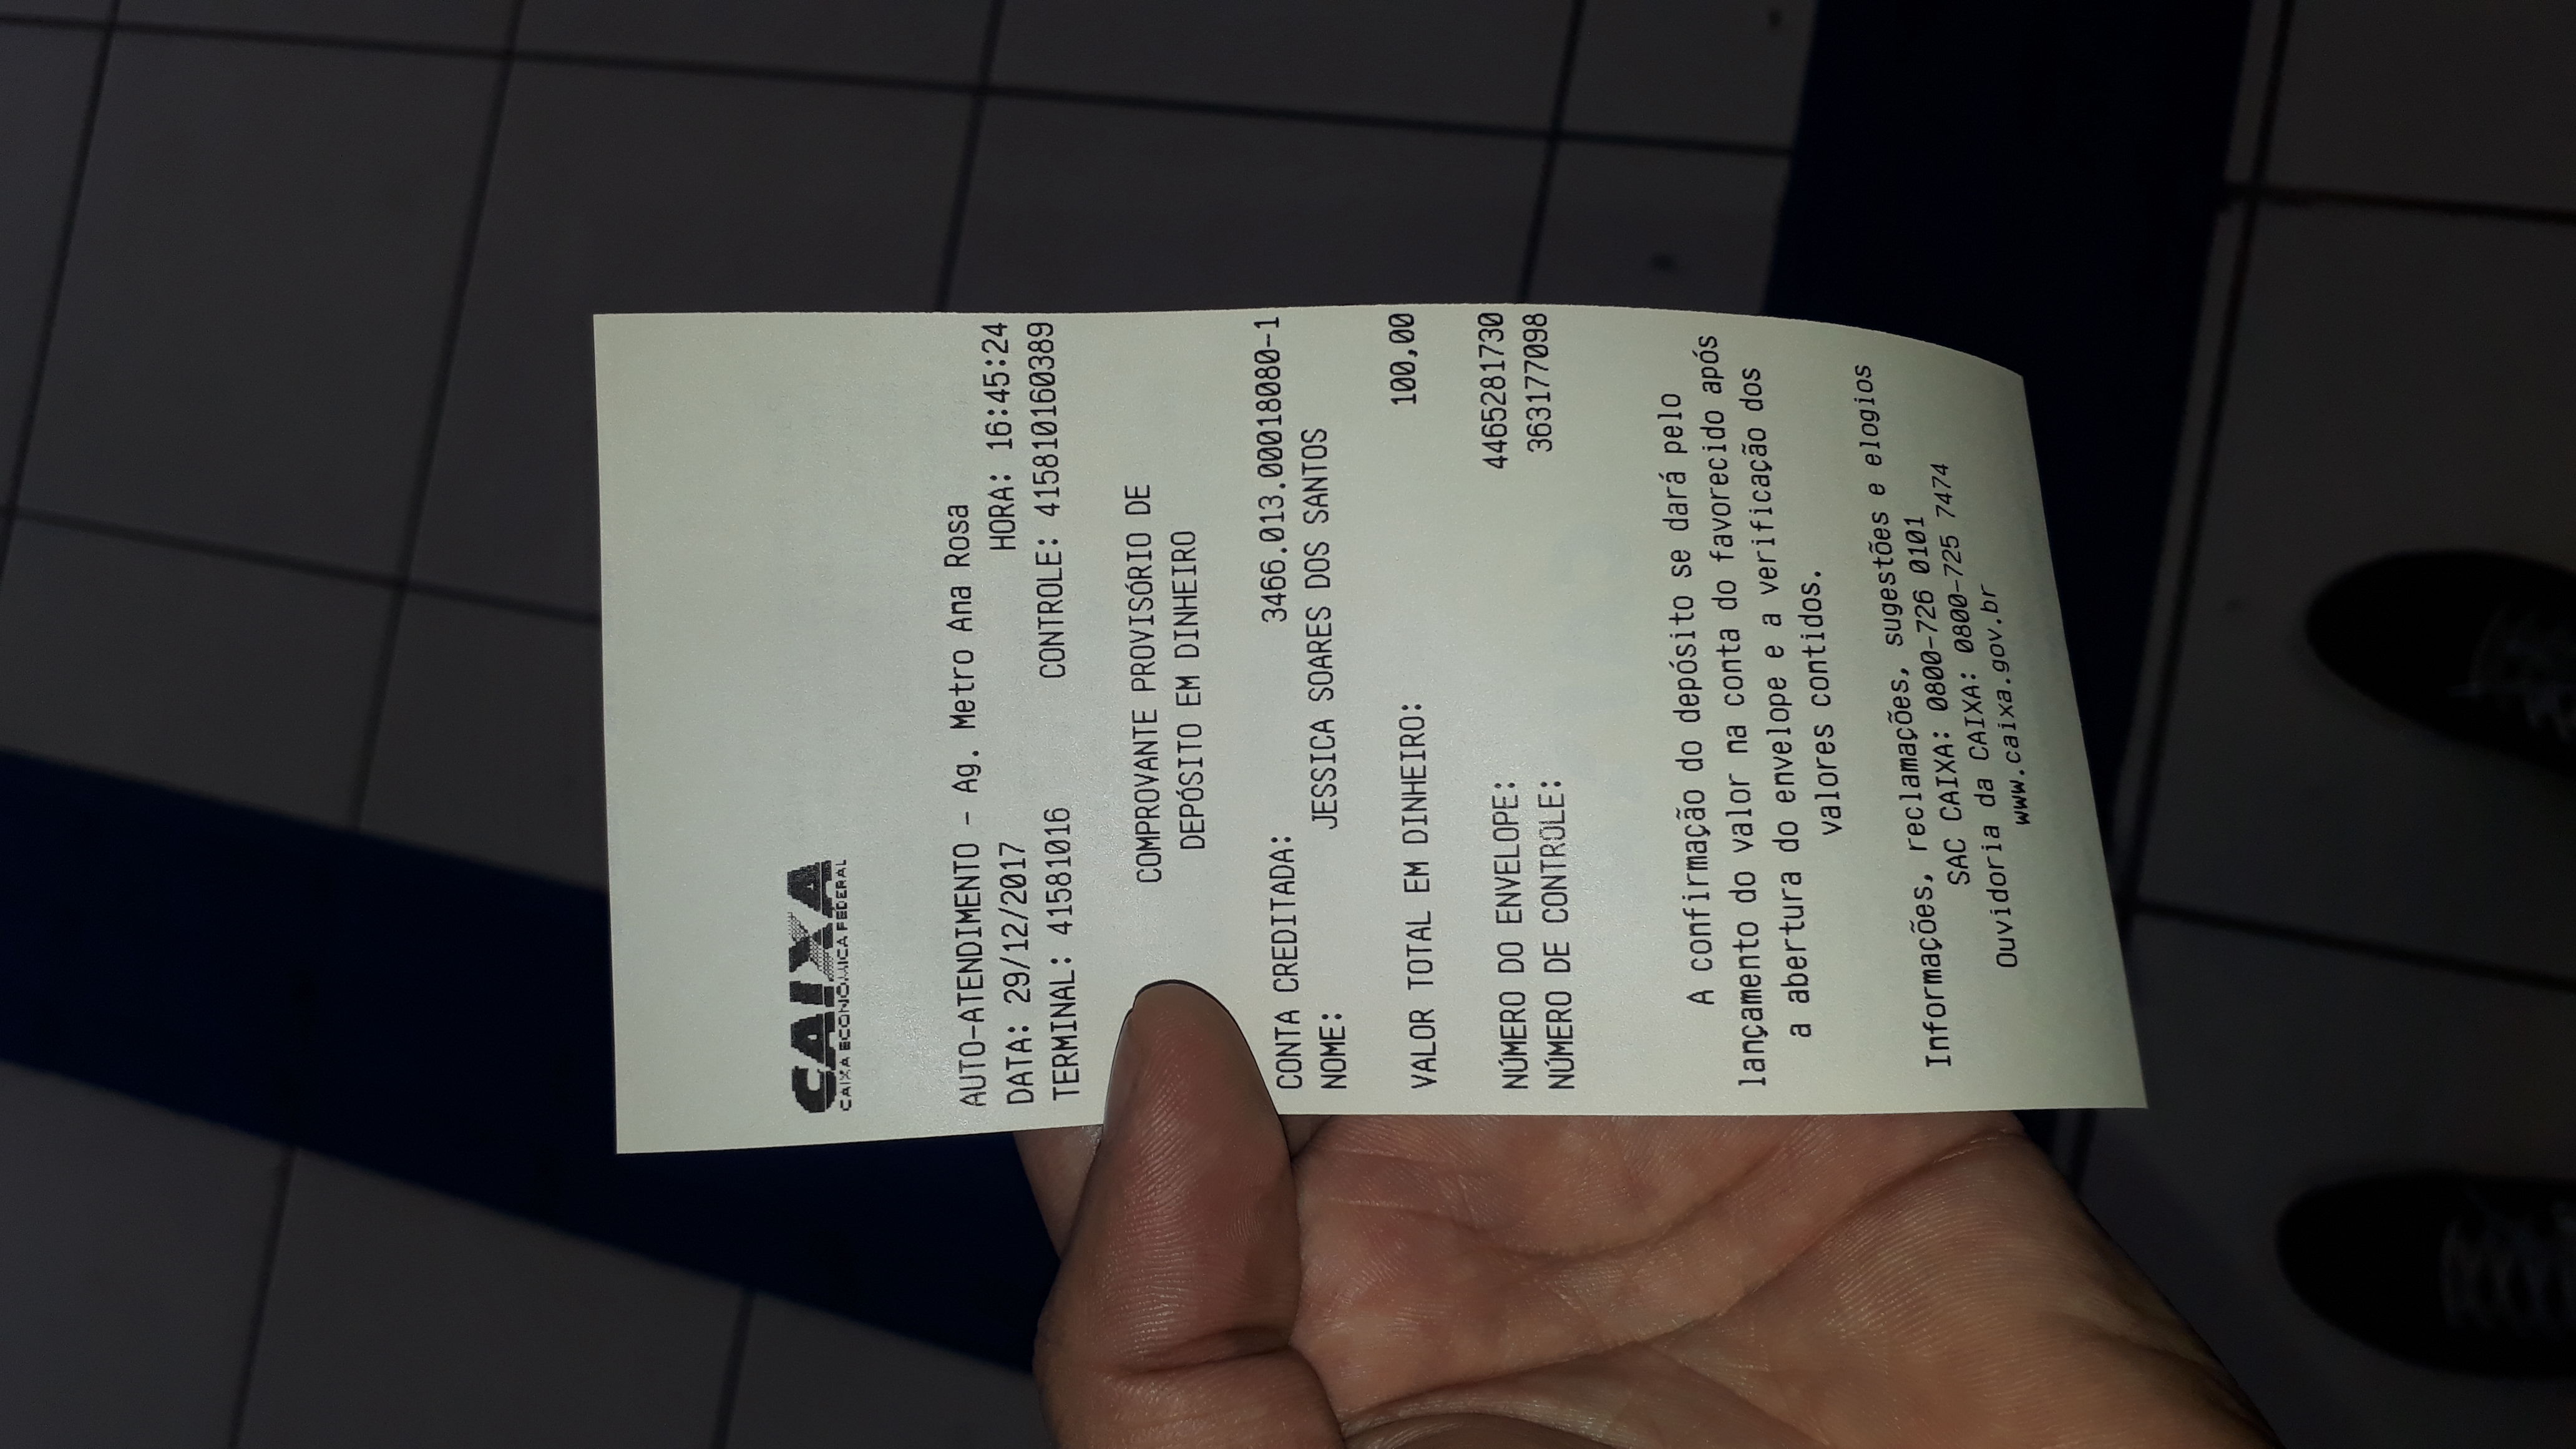 CAIXA
CAIXA ECONOMICA FEDERAL
AUTO-ATENDIMENTO - Ag. Metro Ana Rosa
DATA: 29/12/2017 HORA: 16:45:24
TERMINAL: 41581016 CONTROLE: 415810160389
COMPROVANTE PROVISÓRIO DE
DEPÓSITO EM DINHEIRO
CONTA CREDITADA: 3466.013.00018080-1
NOME: JESSICA SOARES DOS SANTOS
VALOR TOTAL EM DINHEIRO: 100,00
NÚMERO DO ENVELOPE: 4465281730
NÚMERO DE CONTROLE: 363177098
A confirmação do depósito se dará pelo
lançamento do valor na conta do favorecido após
a abertura do envelope e a verificação dos
valores contidos.
Informações, reclamações, sugestões e elogios
SAC CAIXA: 0800-726 0101
Ouvidoria da CAIXA: 0800-725 7474
www.caixa.gov.br